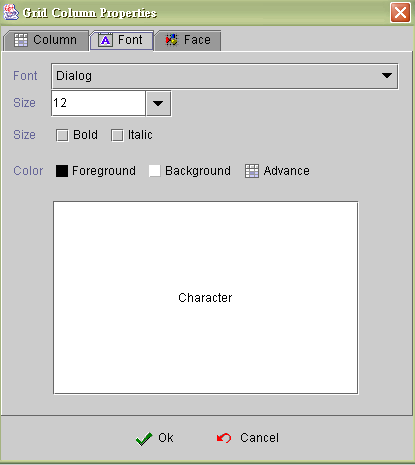 Grid Column Properties
Column Font Face
Font Dialog
Size 12
Size Bold Italic
Color Foreground Background Advance
Character
Ok Cancel